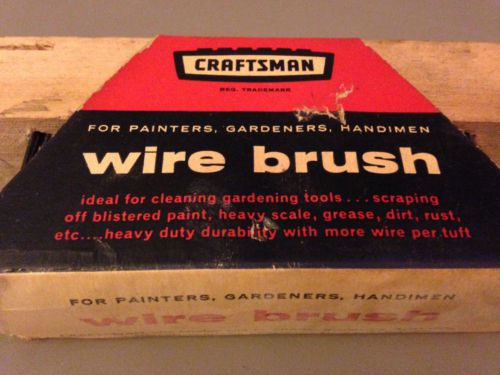 CRAFTSMAN
REG. TRADEMARK
FOR PAINTERS, GARDENERS, HANDIMEN
wire brush
ideal for cleaning gardening tools...scraping
off blistered paint, heavy scale, grease, dirt, rust,
etc....heavy duty durability with more wire per tuft
FOR PAINTERS, GARDENERS, HANDIMEN
wire brush